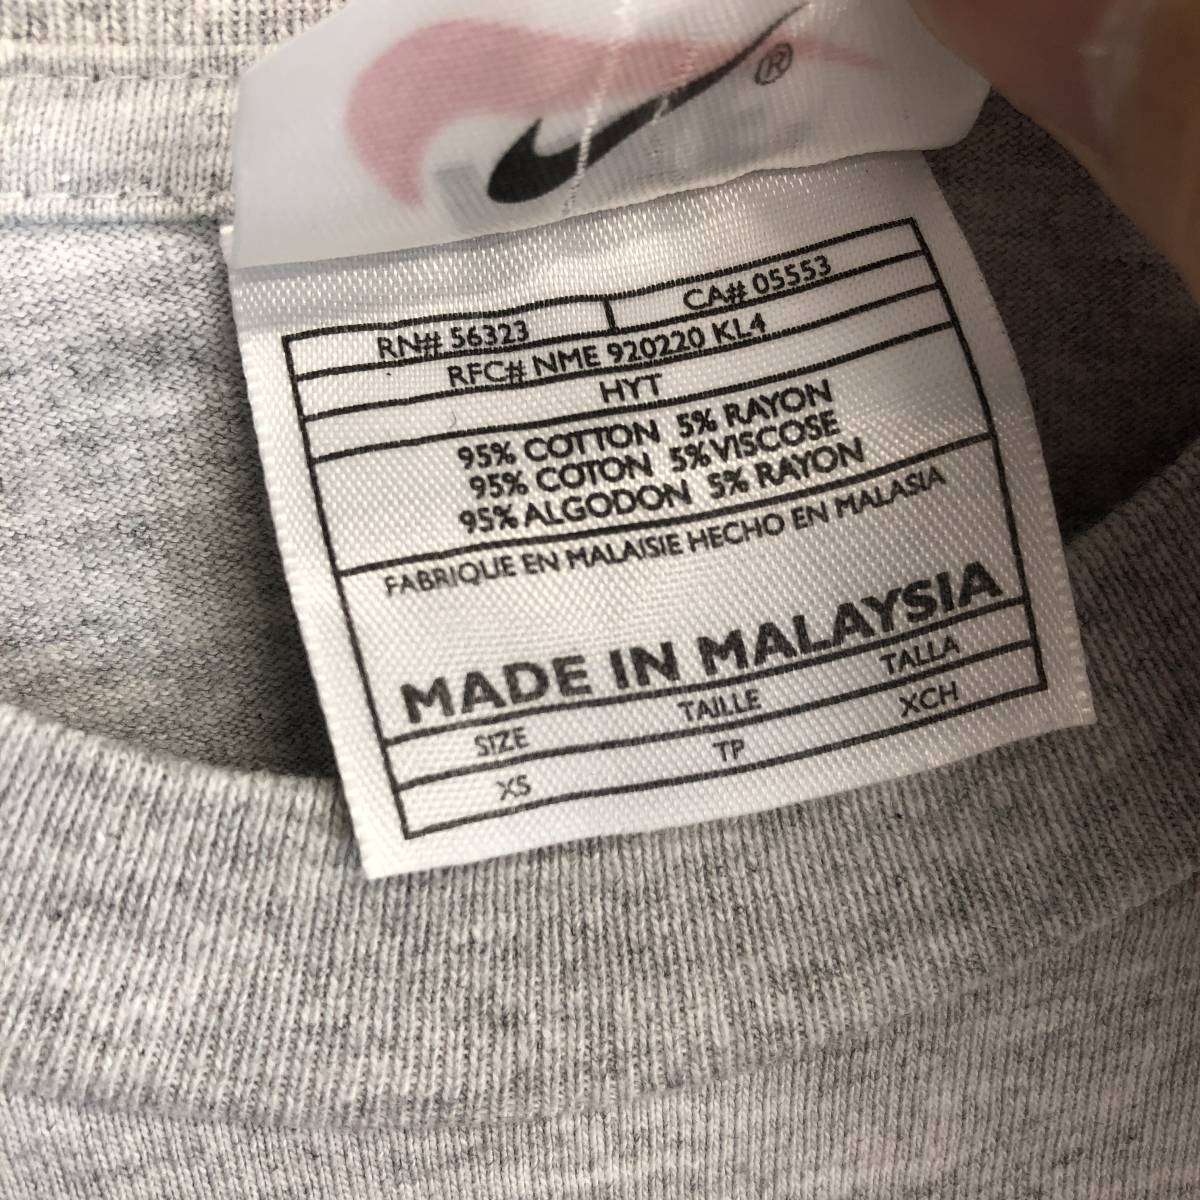 ®
RN# 56323 CA# 05553
RFC# NME 920220 KL4
HYT
95% COTTON 5% RAYON
95% COTON 5% VISCOSE
95% ALGODON 5% RAYON
FABRIQUE EN MALAISIE HECHO EN MALASIA
MADE IN MALAYSIA
SIZE TAILLE TALLA
XS TP XCH